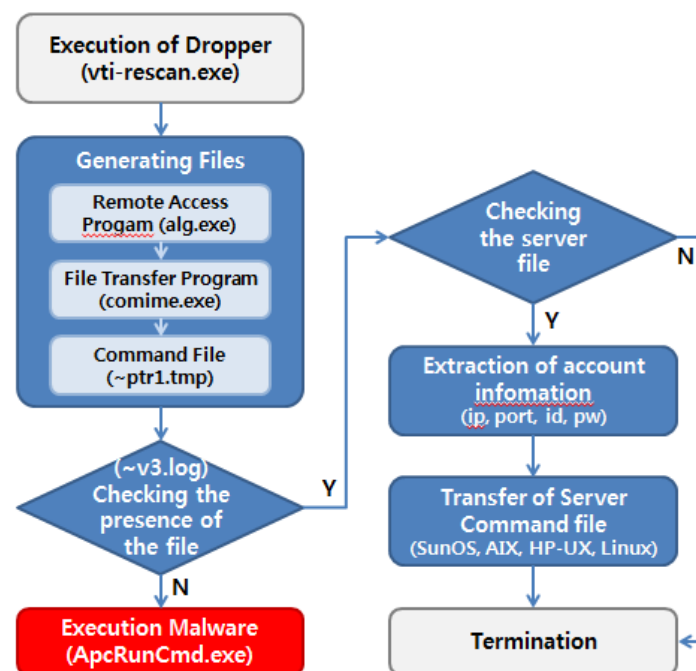 Execution of Dropper
(vti-rescan.exe)
Generating Files
Remote Access
Progam (alg.exe)
File Transfer Program
(comime.exe)
Command File
(~ptr1.tmp)
(~v3.log)
Checking the
presence of
the file
Y
N
Execution Malware
(ApcRunCmd.exe)
Checking
the server
file
N
Y
Extraction of account
infomation
(ip, port, id, pw)
Transfer of Server
Command file
(SunOS, AIX, HP-UX, Linux)
Termination